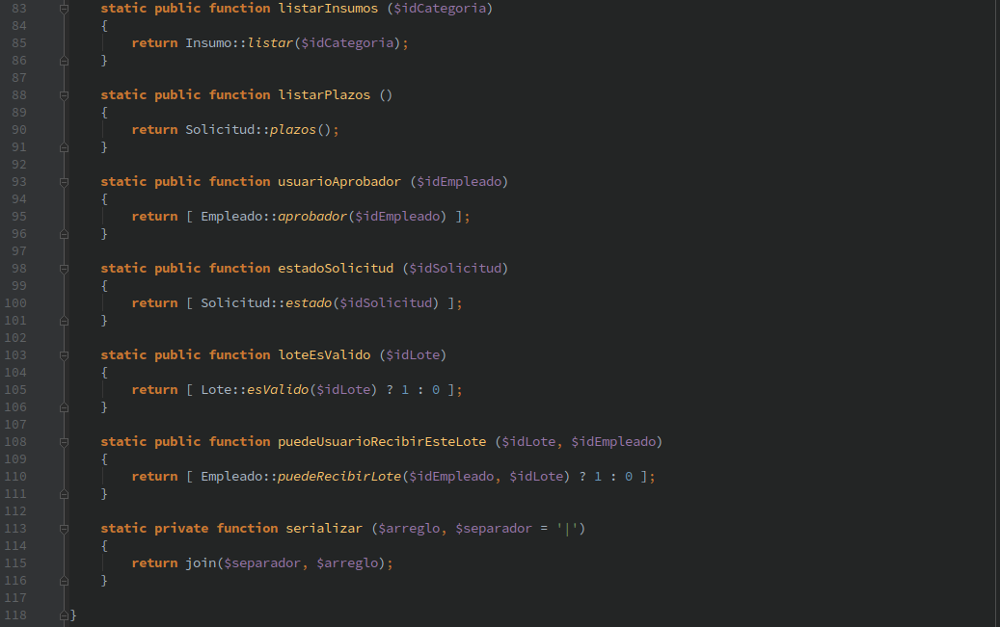 83 static public function listarInsumos ($idCategoria)
84 {
85 return Insumo::listar($idCategoria);
86 }
87
88 static public function listarPlazos ()
89 {
90 return Solicitud::plazos();
91 }
92
93 static public function usuarioAprobador ($idEmpleado)
94 {
95 return [ Empleado::aprobador($idEmpleado) ];
96 }
97
98 static public function estadoSolicitud ($idSolicitud)
99 {
100 return [ Solicitud::estado($idSolicitud) ];
101 }
102
103 static public function loteEsValido ($idLote)
104 {
105 return [ Lote::esValido($idLote) ? 1 : 0 ];
106 }
107
108 static public function puedeUsuarioRecibirEsteLote ($idLote, $idEmpleado)
109 {
110 return [ Empleado::puedeRecibirLote($idEmpleado, $idLote) ? 1 : 0 ];
111 }
112
113 static private function serializar ($arreglo, $separador = '|')
114 {
115 return join($separador, $arreglo);
116 }
117
118 }